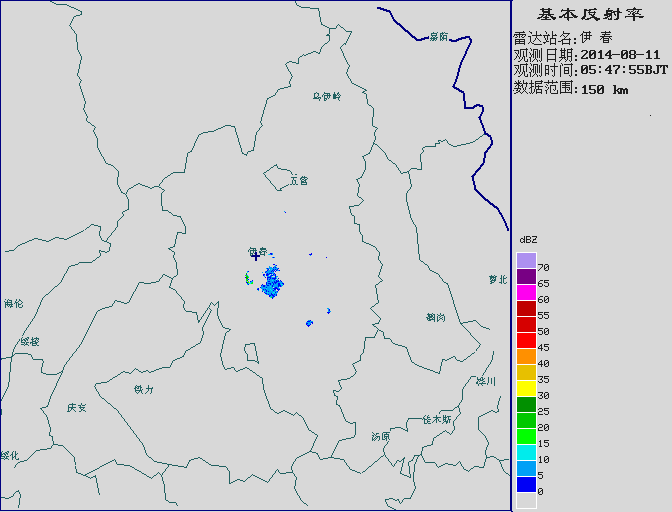 基本反射率
雷达站名:伊 春
观测日期:2014-08-11
观测时间:05:47:55BJT
数据范围:150 km
嘉荫
乌伊岭
五营
伊春
萝北
海伦
鹤岗
绥棱
桦川
铁力
庆安
佳木斯
汤原
绥化
dBZ
70
65
60
55
50
45
40
35
30
25
20
15
10
5
0